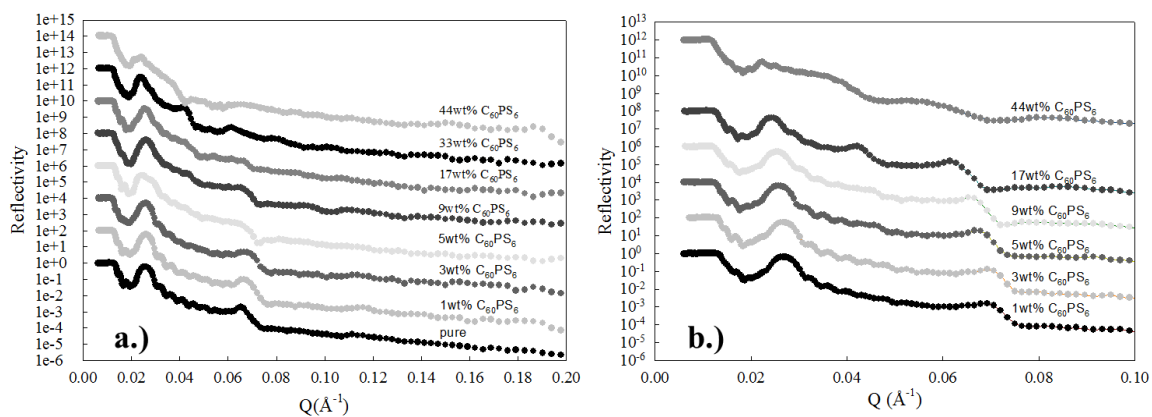 1e+15
1e+14
1e+13
1e+12
1e+11
1e+10
1e+9
1e+8
1e+7
1e+6
1e+5
1e+4
1e+3
1e+2
1e+1
1e+0
1e-1
1e-2
1e-3
1e-4
1e-5
1e-6
Reflectivity
44wt% C₆₀PS₆
33wt% C₆₀PS₆
17wt% C₆₀PS₆
9wt% C₆₀PS₆
5wt% C₆₀PS₆
3wt% C₆₀PS₆
1wt% C₆₀PS₆
pure
a.)
0.00 0.02 0.04 0.06 0.08 0.10 0.12 0.14 0.16 0.18 0.20
Q(Å⁻¹)
10¹³
10¹²
10¹¹
10¹⁰
10⁹
10⁸
10⁷
10⁶
10⁵
10⁴
10³
10²
10¹
10⁰
10⁻¹
10⁻²
10⁻³
10⁻⁴
10⁻⁵
10⁻⁶
Reflectivity
44wt% C₆₀PS₆
17wt% C₆₀PS₆
9wt% C₆₀PS₆
5wt% C₆₀PS₆
3wt% C₆₀PS₆
1wt% C₆₀PS₆
b.)
0.00 0.02 0.04 0.06 0.08 0.10
Q (Å⁻¹)